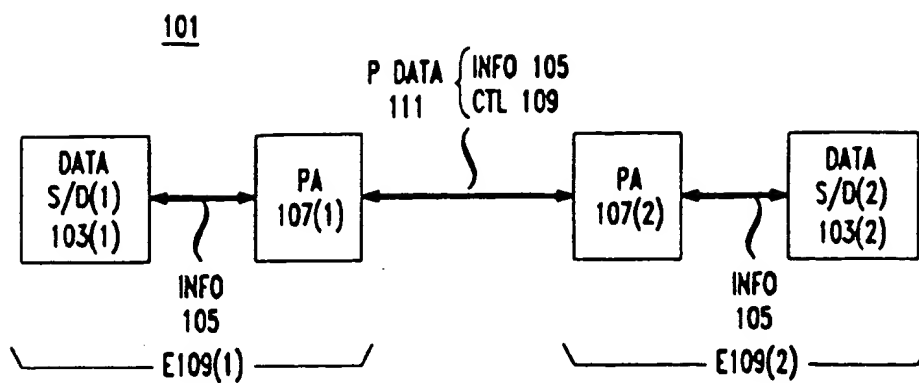 101
P DATA
111
INFO 105
CTL 109
DATA
S/D(1)
103(1)
PA
107(1)
PA
107(2)
DATA
S/D(2)
103(2)
INFO
105
INFO
105
E109(1)
E109(2)